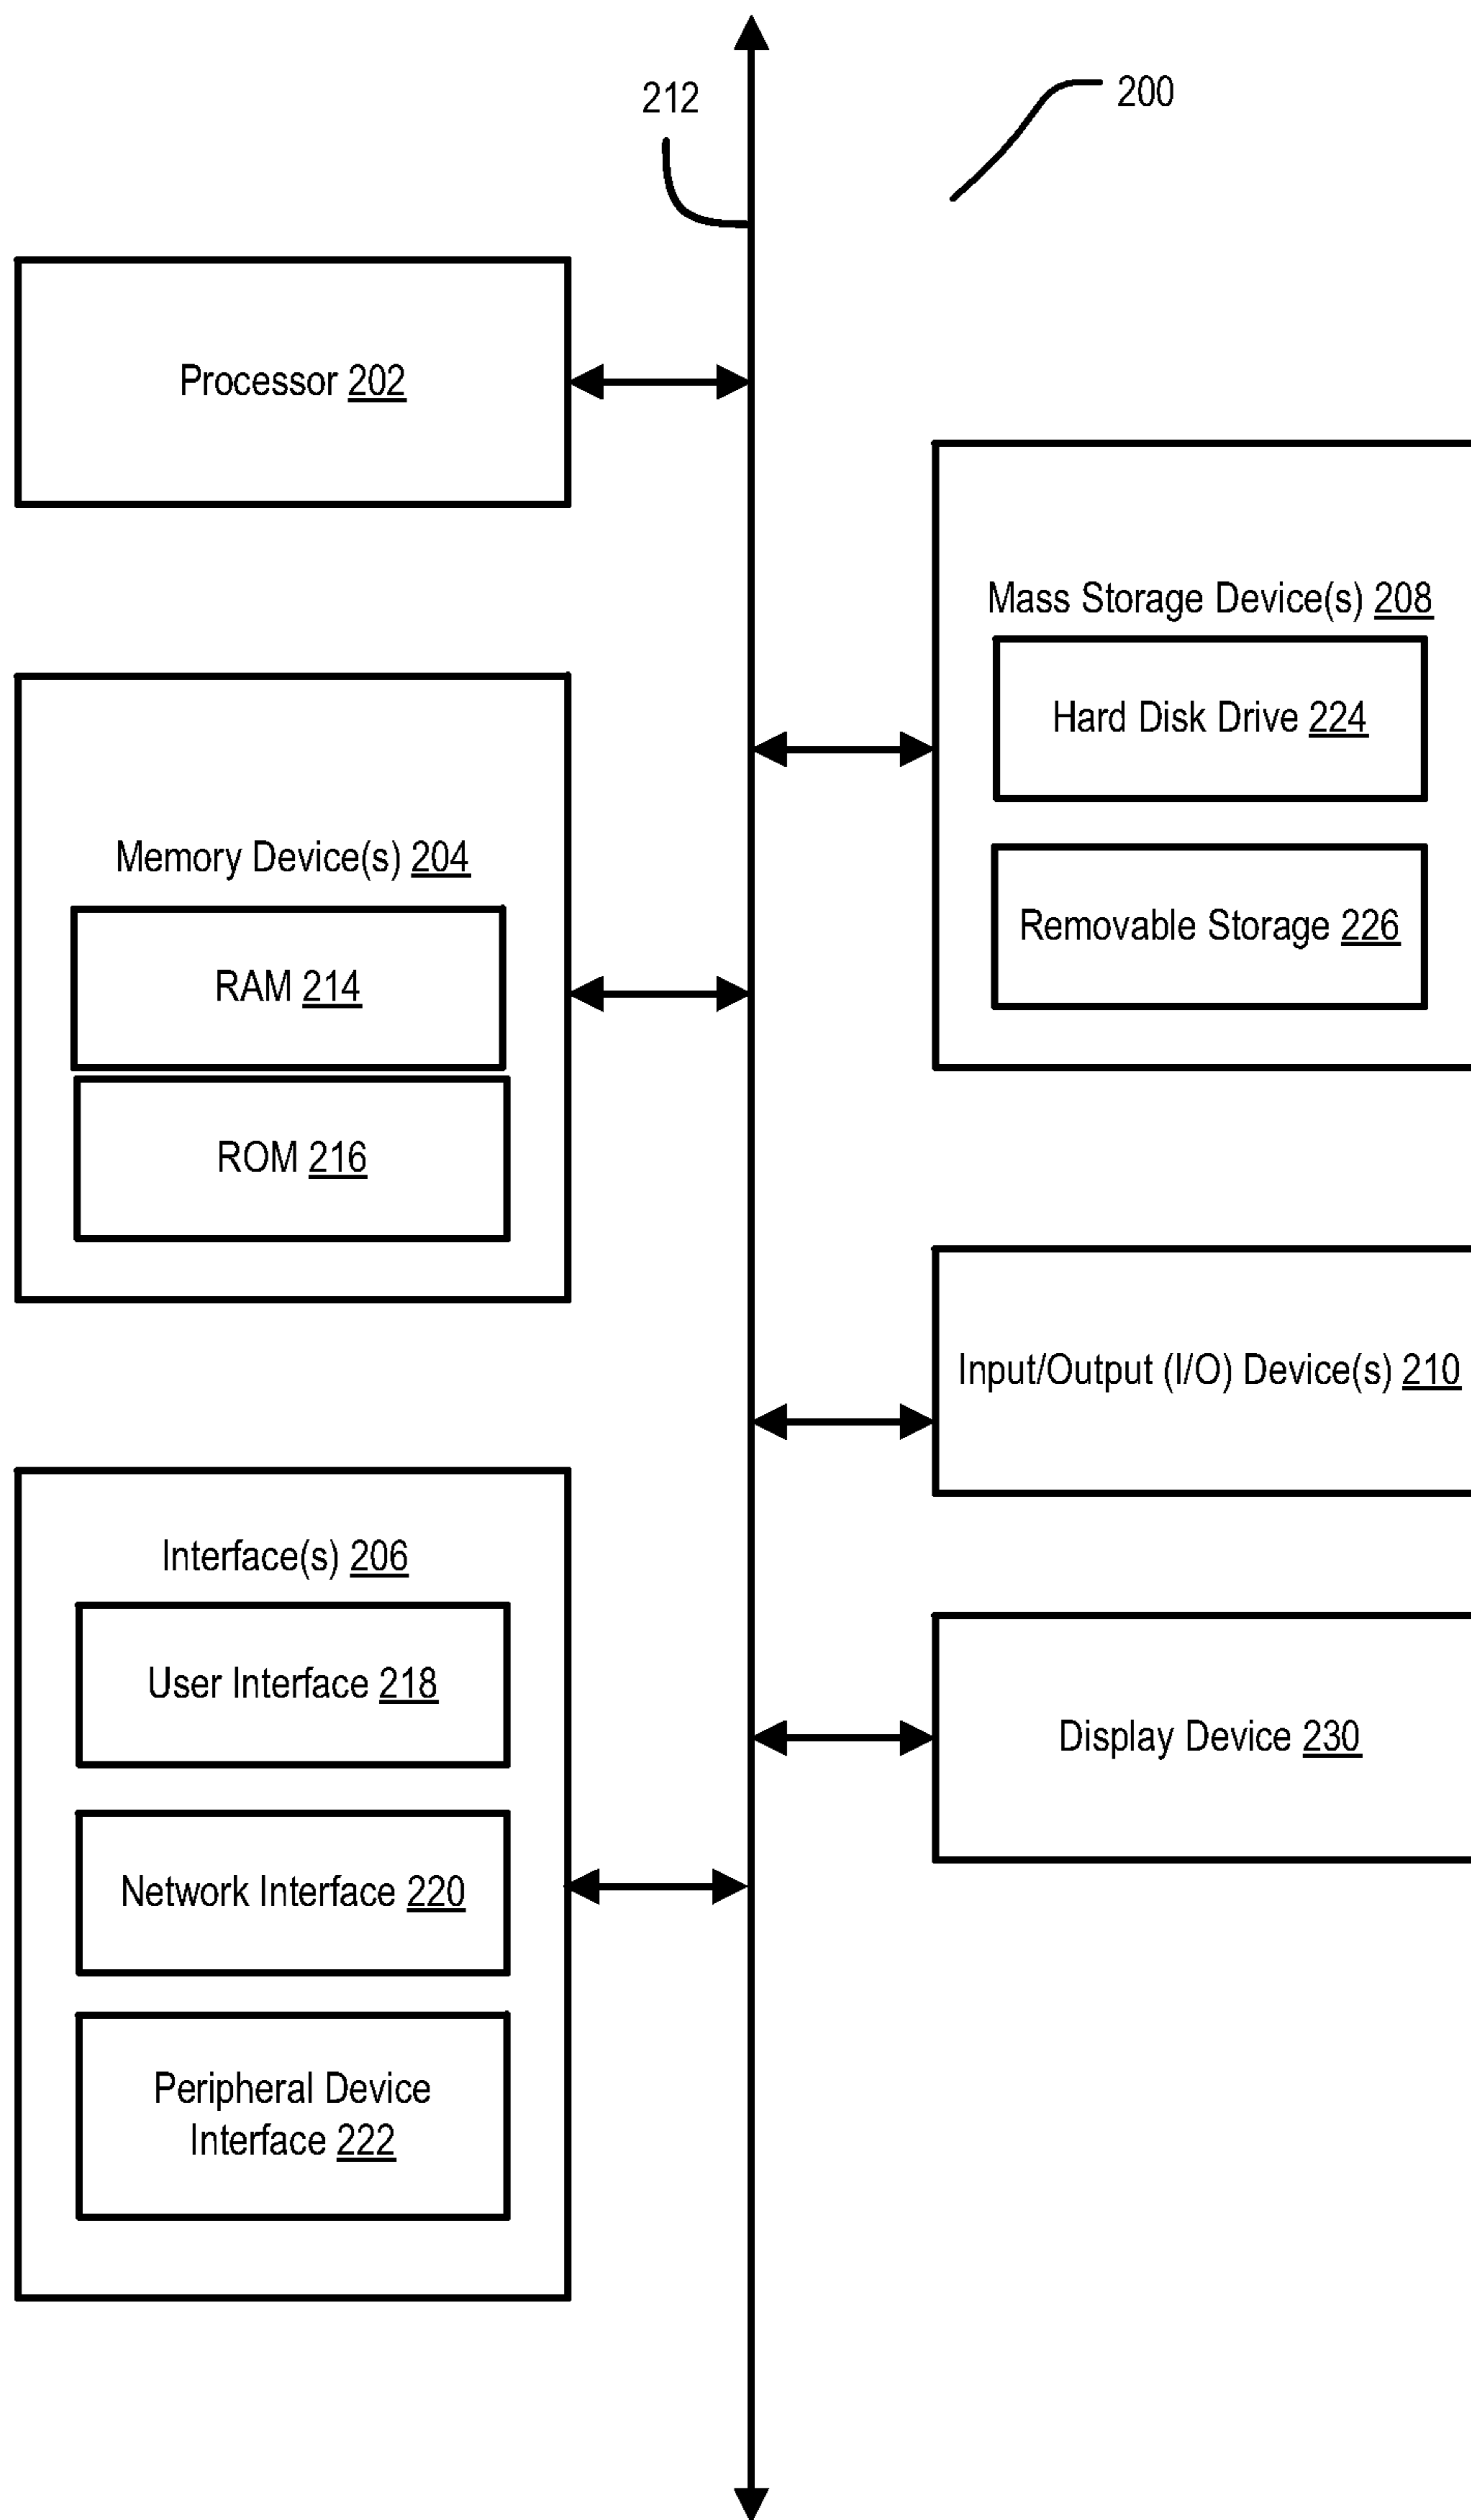 212
200
Processor 202
Mass Storage Device(s) 208
Hard Disk Drive 224
Removable Storage 226
Memory Device(s) 204
RAM 214
ROM 216
Input/Output (I/O) Device(s) 210
Interface(s) 206
User Interface 218
Network Interface 220
Peripheral Device
Interface 222
Display Device 230